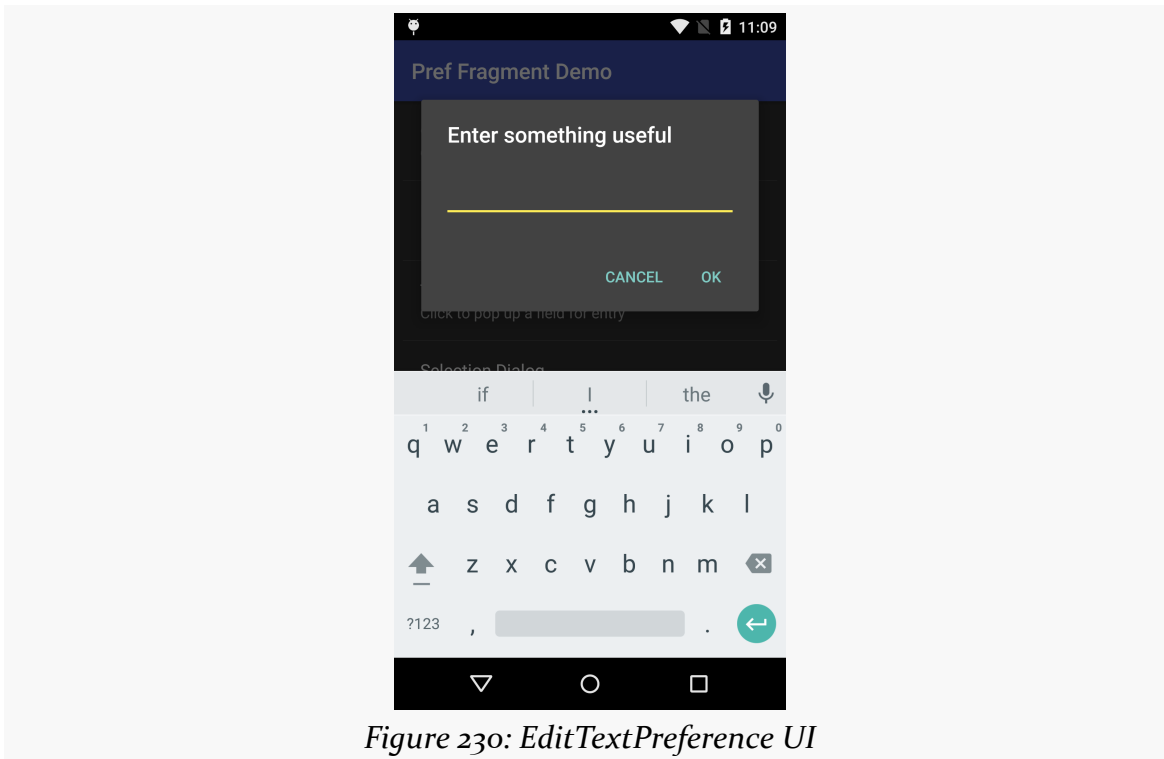 11:09
Pref Fragment Demo
Enter something useful
CANCEL OK
Click to pop up a field for entry
Selection Dialog
if I the
1 2 3 4 5 6 7 8 9 0
q w e r t y u i o p
a s d f g h j k l
z x c v b n m
?123 , .
Figure 230: EditTextPreference UI